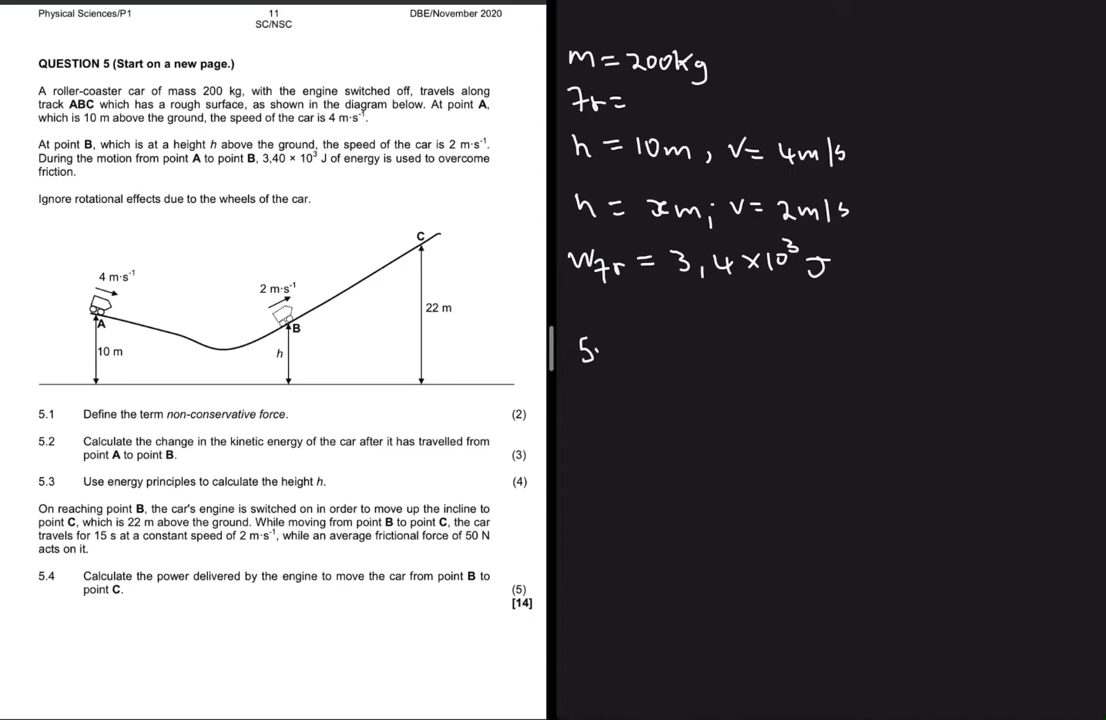 Physical Sciences/P1 11 DBE/November 2020
SC/NSC
QUESTION 5 (Start on a new page.)
A roller-coaster car of mass 200 kg, with the engine switched off, travels along
track ABC which has a rough surface, as shown in the diagram below. At point A,
which is 10 m above the ground, the speed of the car is 4 m·s⁻¹.
At point B, which is at a height h above the ground, the speed of the car is 2 m·s⁻¹.
During the motion from point A to point B, 3,40 × 10³ J of energy is used to overcome
friction.
Ignore rotational effects due to the wheels of the car.
C
4 m·s⁻¹
2 m·s⁻¹
22 m
A
B
10 m
h
5.1 Define the term non-conservative force. (2)
5.2 Calculate the change in the kinetic energy of the car after it has travelled from
point A to point B. (3)
5.3 Use energy principles to calculate the height h. (4)
On reaching point B, the car's engine is switched on in order to move up the incline to
point C, which is 22 m above the ground. While moving from point B to point C, the car
travels for 15 s at a constant speed of 2 m·s⁻¹, while an average frictional force of 50 N
acts on it.
5.4 Calculate the power delivered by the engine to move the car from point B to
point C. (5)
[14]
m = 200kg
fr =
h = 10m, v = 4m/s
h = xm; v = 2m/s
Wfr = 3,4 × 10³ J
5.